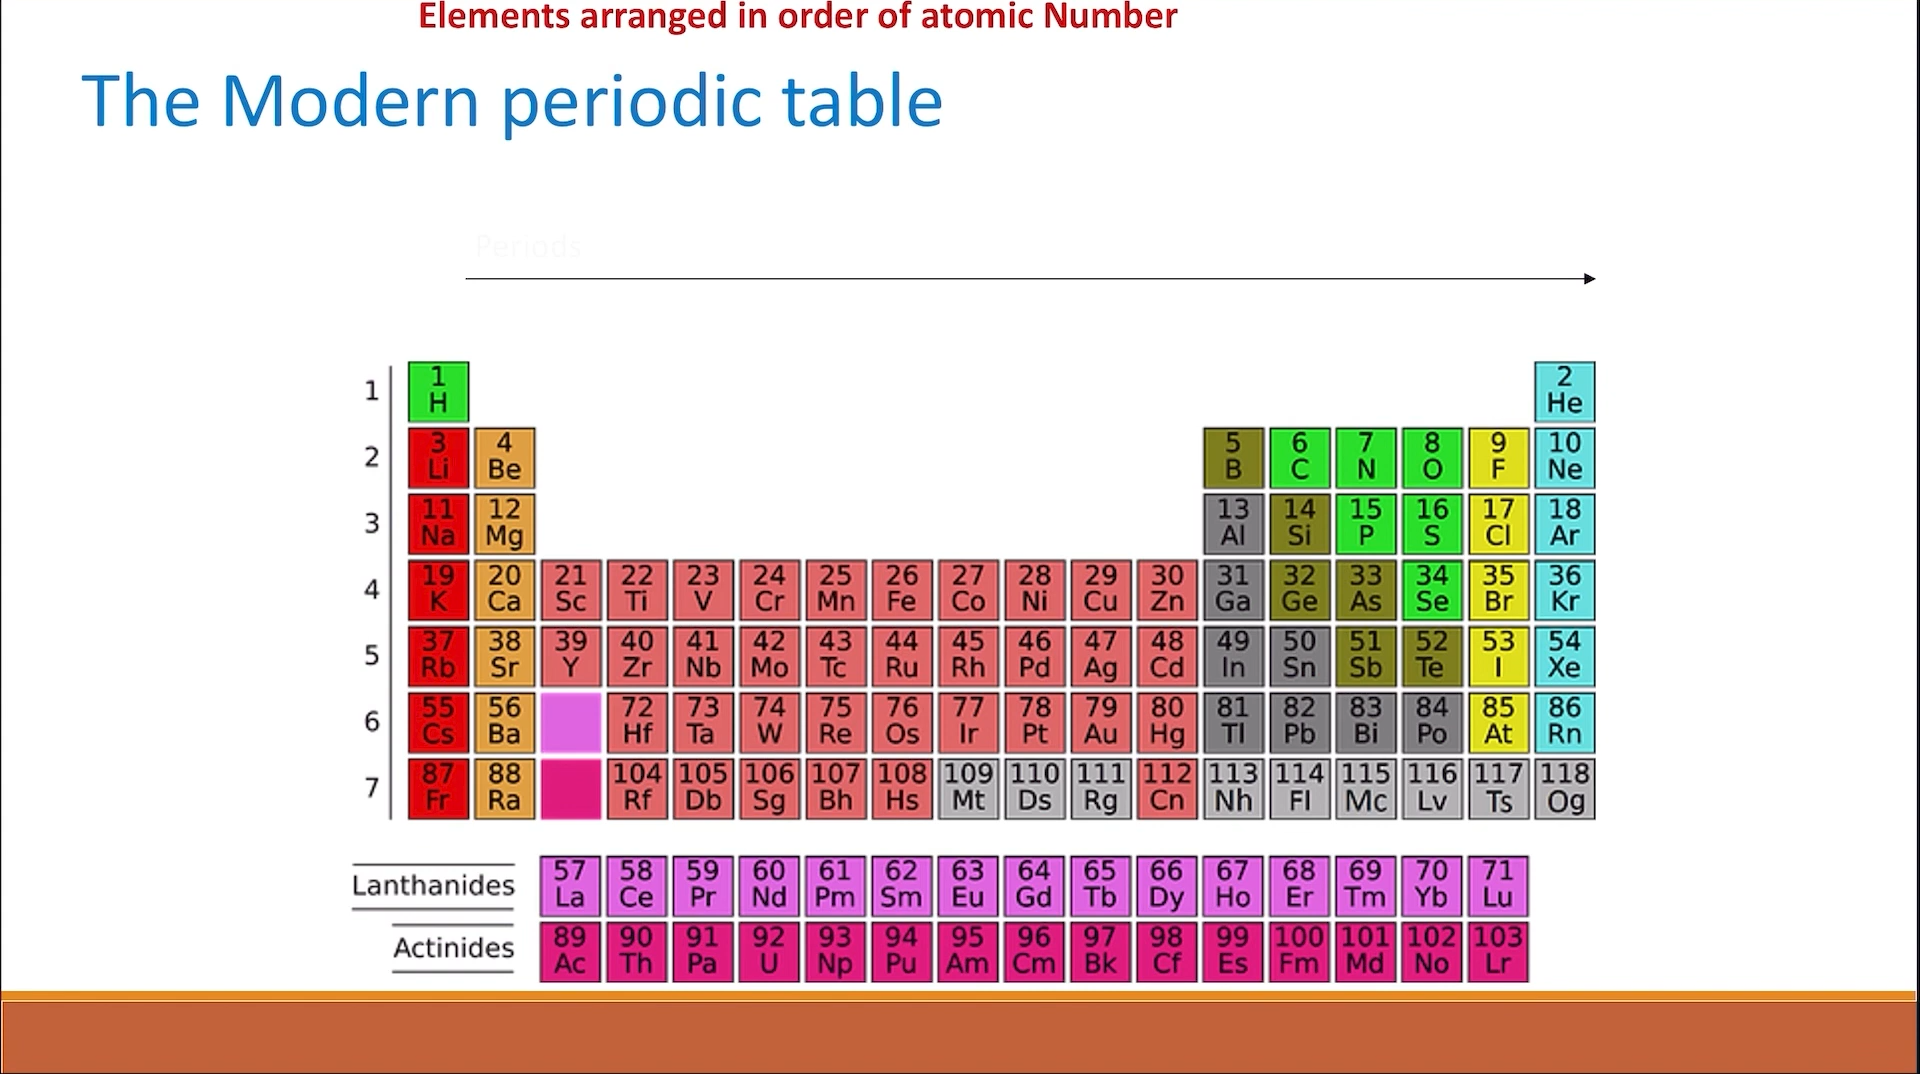 Elements arranged in order of atomic Number
The Modern periodic table
Periods
1 1 H 2 He
2 3 Li 4 Be 5 B 6 C 7 N 8 O 9 F 10 Ne
3 11 Na 12 Mg 13 Al 14 Si 15 P 16 S 17 Cl 18 Ar
4 19 K 20 Ca 21 Sc 22 Ti 23 V 24 Cr 25 Mn 26 Fe 27 Co 28 Ni 29 Cu 30 Zn 31 Ga 32 Ge 33 As 34 Se 35 Br 36 Kr
5 37 Rb 38 Sr 39 Y 40 Zr 41 Nb 42 Mo 43 Tc 44 Ru 45 Rh 46 Pd 47 Ag 48 Cd 49 In 50 Sn 51 Sb 52 Te 53 I 54 Xe
6 55 Cs 56 Ba 72 Hf 73 Ta 74 W 75 Re 76 Os 77 Ir 78 Pt 79 Au 80 Hg 81 Tl 82 Pb 83 Bi 84 Po 85 At 86 Rn
7 87 Fr 88 Ra 104 Rf 105 Db 106 Sg 107 Bh 108 Hs 109 Mt 110 Ds 111 Rg 112 Cn 113 Nh 114 Fl 115 Mc 116 Lv 117 Ts 118 Og
Lanthanides 57 La 58 Ce 59 Pr 60 Nd 61 Pm 62 Sm 63 Eu 64 Gd 65 Tb 66 Dy 67 Ho 68 Er 69 Tm 70 Yb 71 Lu
Actinides 89 Ac 90 Th 91 Pa 92 U 93 Np 94 Pu 95 Am 96 Cm 97 Bk 98 Cf 99 Es 100 Fm 101 Md 102 No 103 Lr